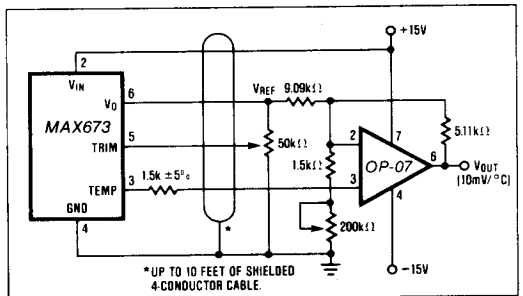 +15V
2
VIN
VO
6
VREF
9.09kΩ
MAX673
5
TRIM
50kΩ
2
7
5.11kΩ
1.5kΩ
OP-07
6
VOUT
(10mV/°C)
TEMP
3
1.5k ±5%
3
4
GND
4
*
200kΩ
-15V
*UP TO 10 FEET OF SHIELDED
4-CONDUCTOR CABLE.